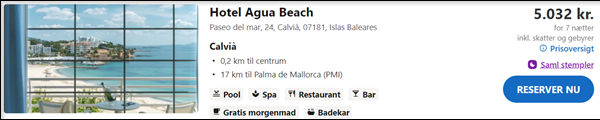 Hotel Agua Beach
Paseo del mar, 24, Calvià, 07181, Islas Baleares
Calvià
• 0,2 km til centrum
• 17 km til Palma de Mallorca (PMI)
Pool
Spa
Restaurant
Bar
Gratis morgenmad
Badekar
5.032 kr.
for 7 nætter
inkl. skatter og gebyrer
Prisoversigt
Saml stempler
RESERVER NU